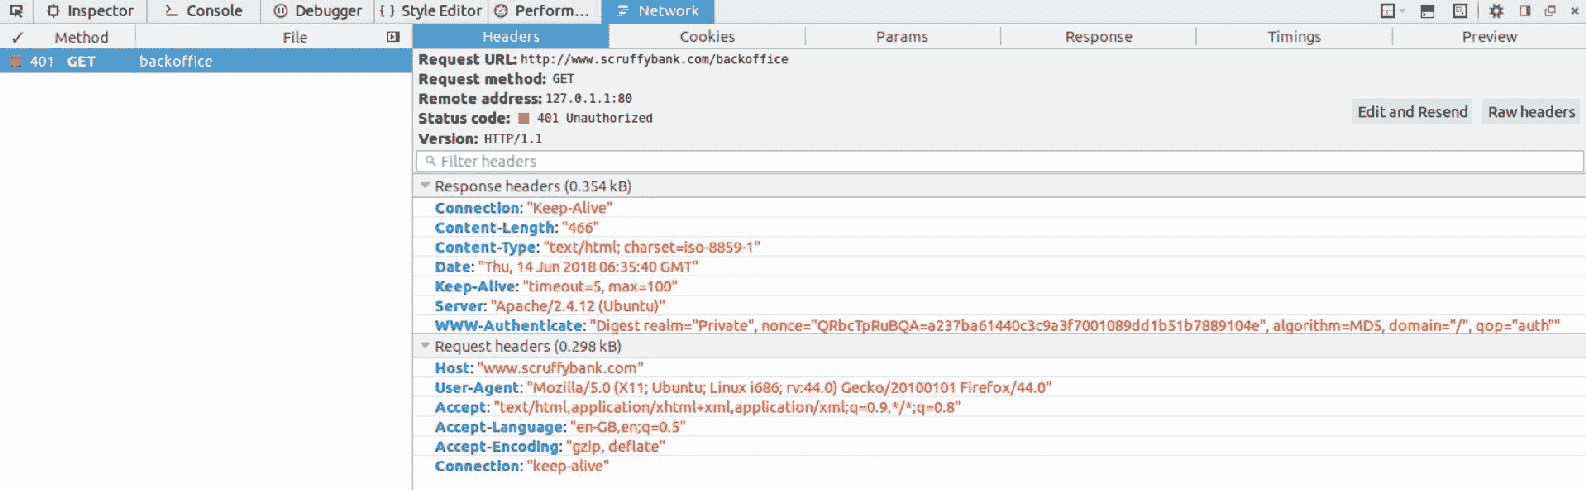 Inspector Console Debugger { } Style Editor Perform... Network
✓ Method File Headers Cookies Params Response Timings Preview
401 GET backoffice
Request URL: http://www.scruffybank.com/backoffice
Request method: GET
Remote address: 127.0.1.1:80
Edit and Resend Raw headers
Status code: 401 Unauthorized
Version: HTTP/1.1
Filter headers
Response headers (0.354 kB)
Connection: "Keep-Alive"
Content-Length: "466"
Content-Type: "text/html; charset=iso-8859-1"
Date: "Thu, 14 Jun 2018 06:35:40 GMT"
Keep-Alive: "timeout=5, max=100"
Server: "Apache/2.4.12 (Ubuntu)"
WWW-Authenticate: "Digest realm="Private", nonce="QRbcTpRuBQA=a237ba61440c3c9a3f7001089dd1b51b7889104e", algorithm=MD5, domain="/", qop="auth""
Request headers (0.298 kB)
Host: "www.scruffybank.com"
User-Agent: "Mozilla/5.0 (X11; Ubuntu; Linux i686; rv:44.0) Gecko/20100101 Firefox/44.0"
Accept: "text/html,application/xhtml+xml,application/xml;q=0.9,*/*;q=0.8"
Accept-Language: "en-GB,en;q=0.5"
Accept-Encoding: "gzip, deflate"
Connection: "keep-alive"